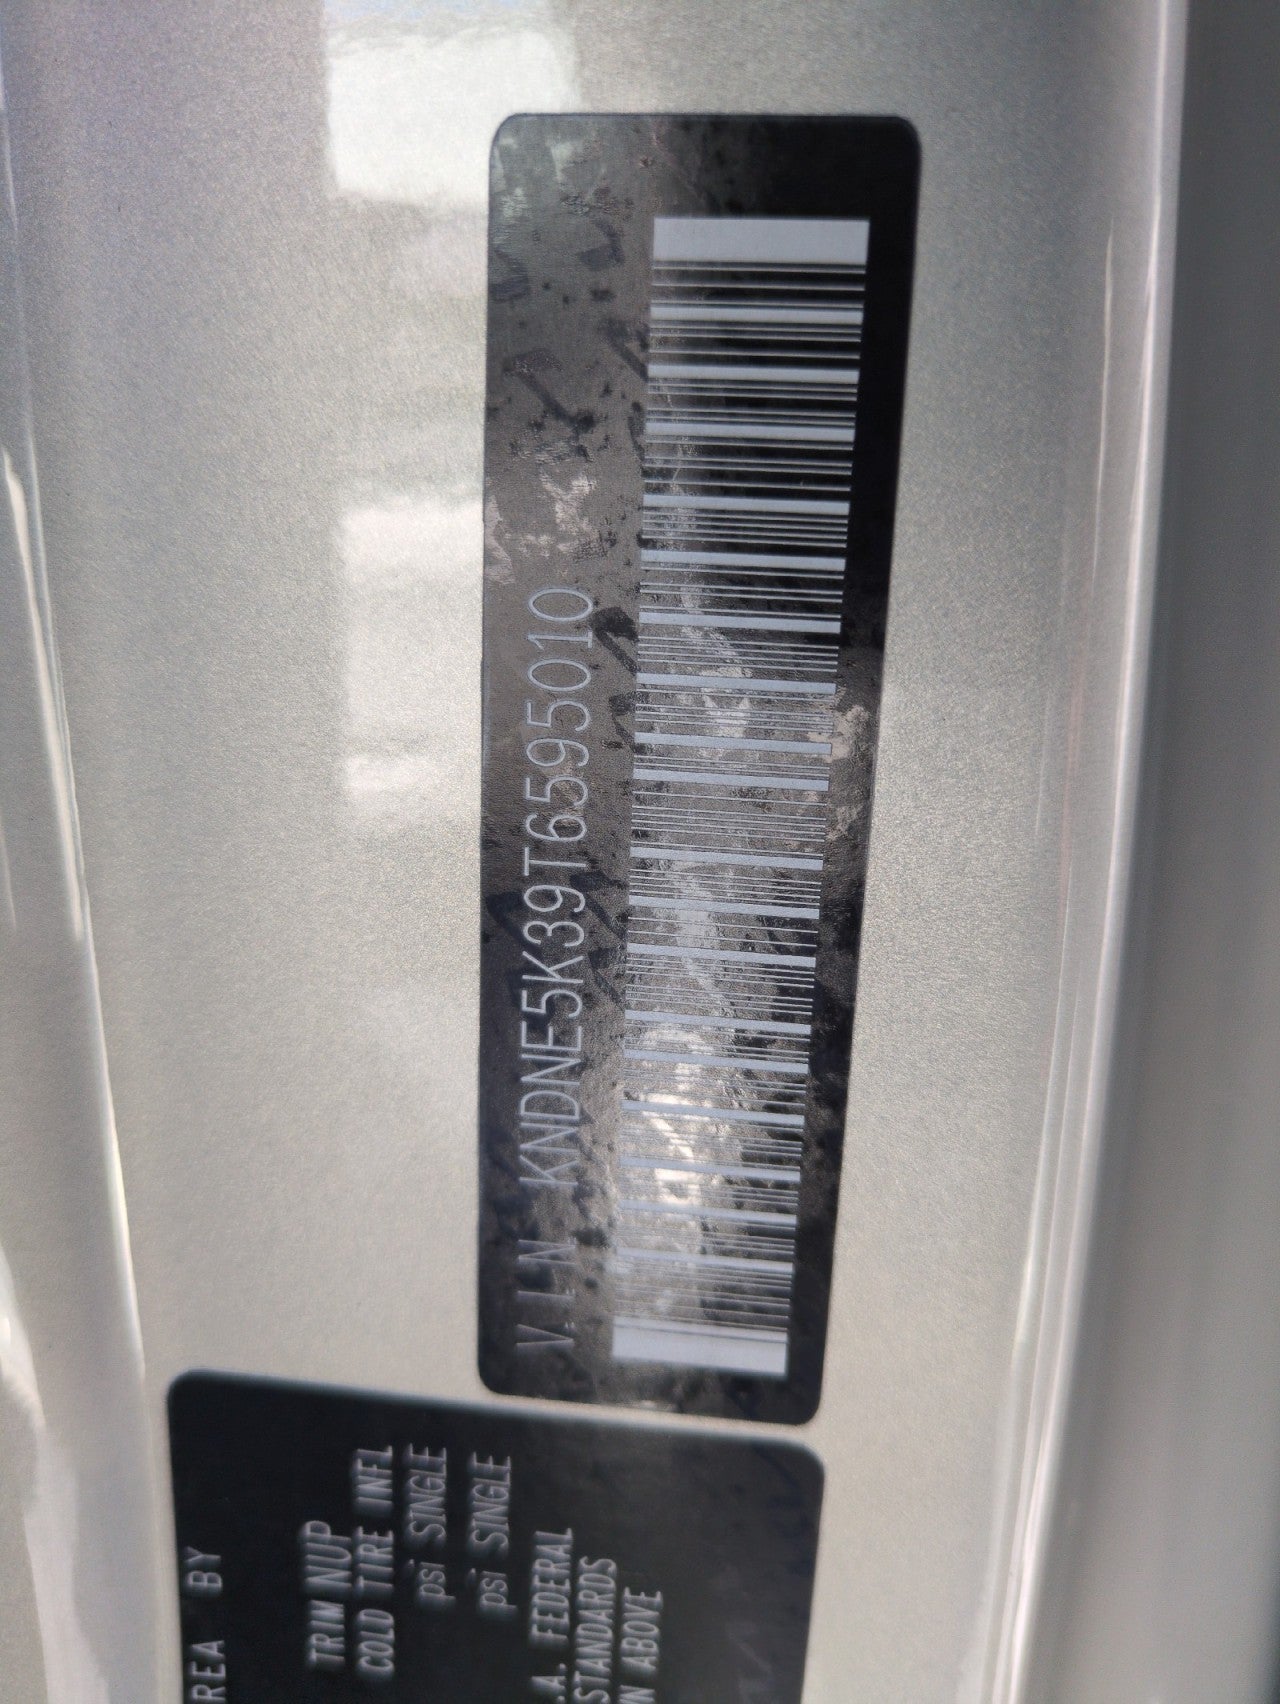 V.I.N KNDNE5K39T6595010
REA BY
TRIM NUP
COLD TIRE INFL
psi SINGLE
psi SINGLE
.A. FEDERAL
STANDARDS
ABOVE